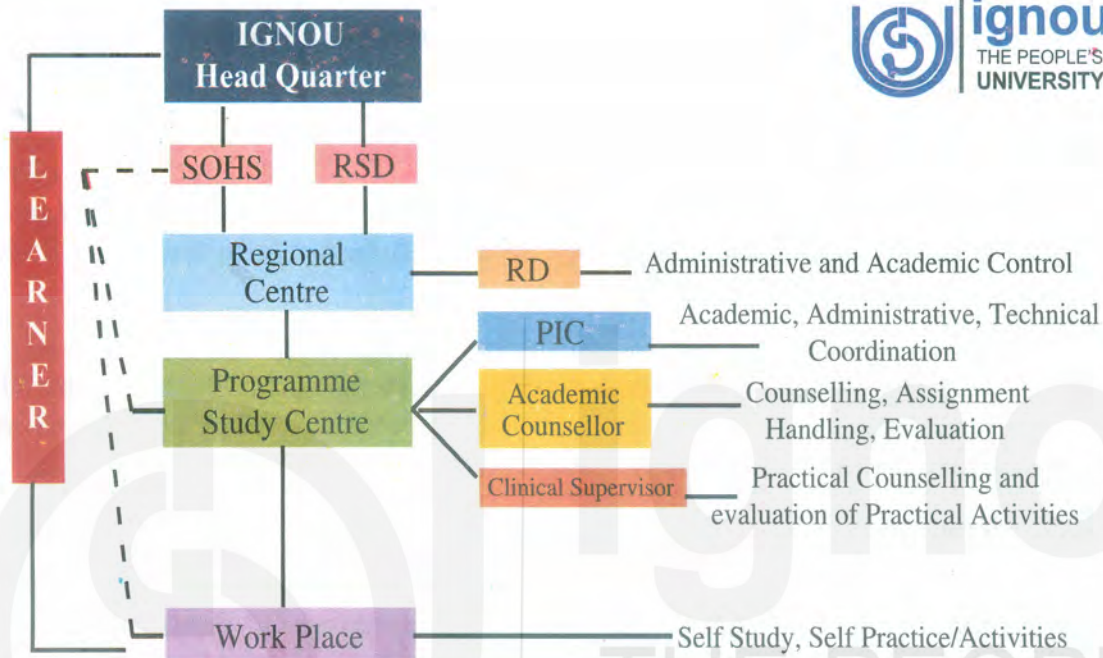 IGNOU
Head Quarter
ignou
THE PEOPLE'S
UNIVERSITY
LEARNER
SOHS
RSD
Regional
Centre
RD
Administrative and Academic Control
PIC
Academic, Administrative, Technical
Coordination
Programme
Study Centre
Academic
Counsellor
Counselling, Assignment
Handling, Evaluation
Clinical Supervisor
Practical Counselling and
evaluation of Practical Activities
Work Place
Self Study, Self Practice/Activities